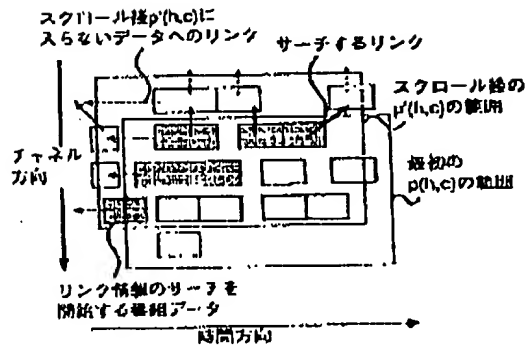 スクロール後p'(h,c)に
入らないデータへのリンク
サーチするリンク
スクロール後の
p'(h,c)の範囲
チャネル
方向
最初の
p(h,c)の範囲
リンク情報のサーチを
開始する番組データ
時間方向